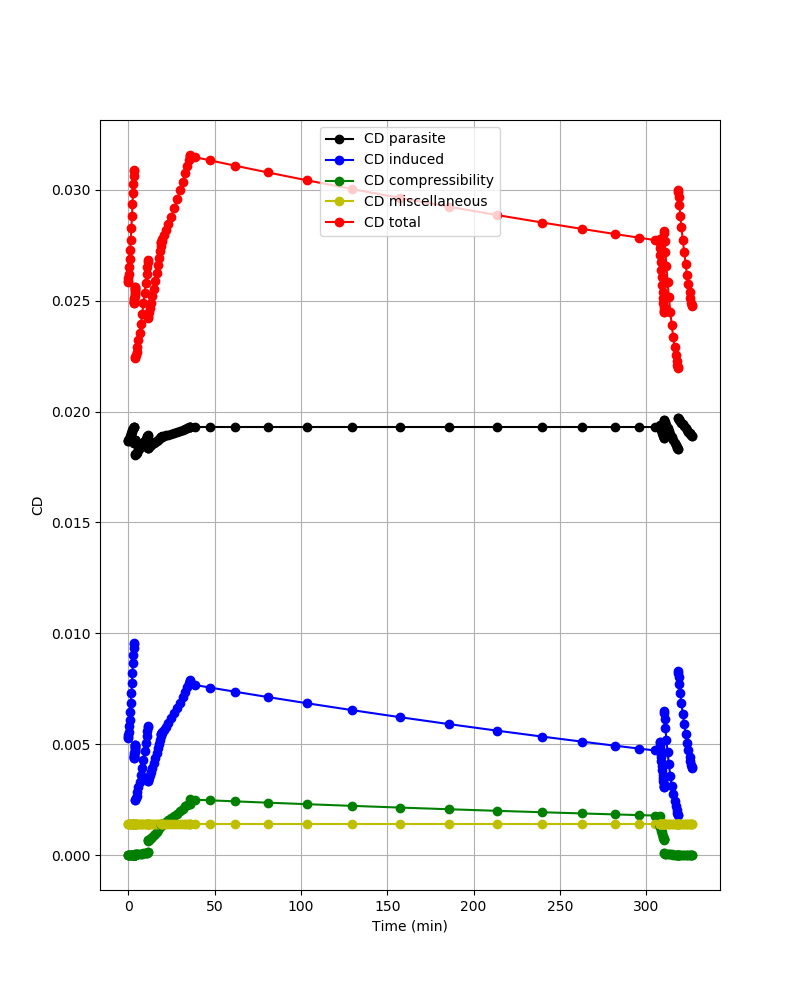 CD parasite
CD induced
CD compressibility
CD miscellaneous
CD total
0.030
0.025
0.020
0.015
0.010
0.005
0.000
CD
0 50 100 150 200 250 300
Time (min)